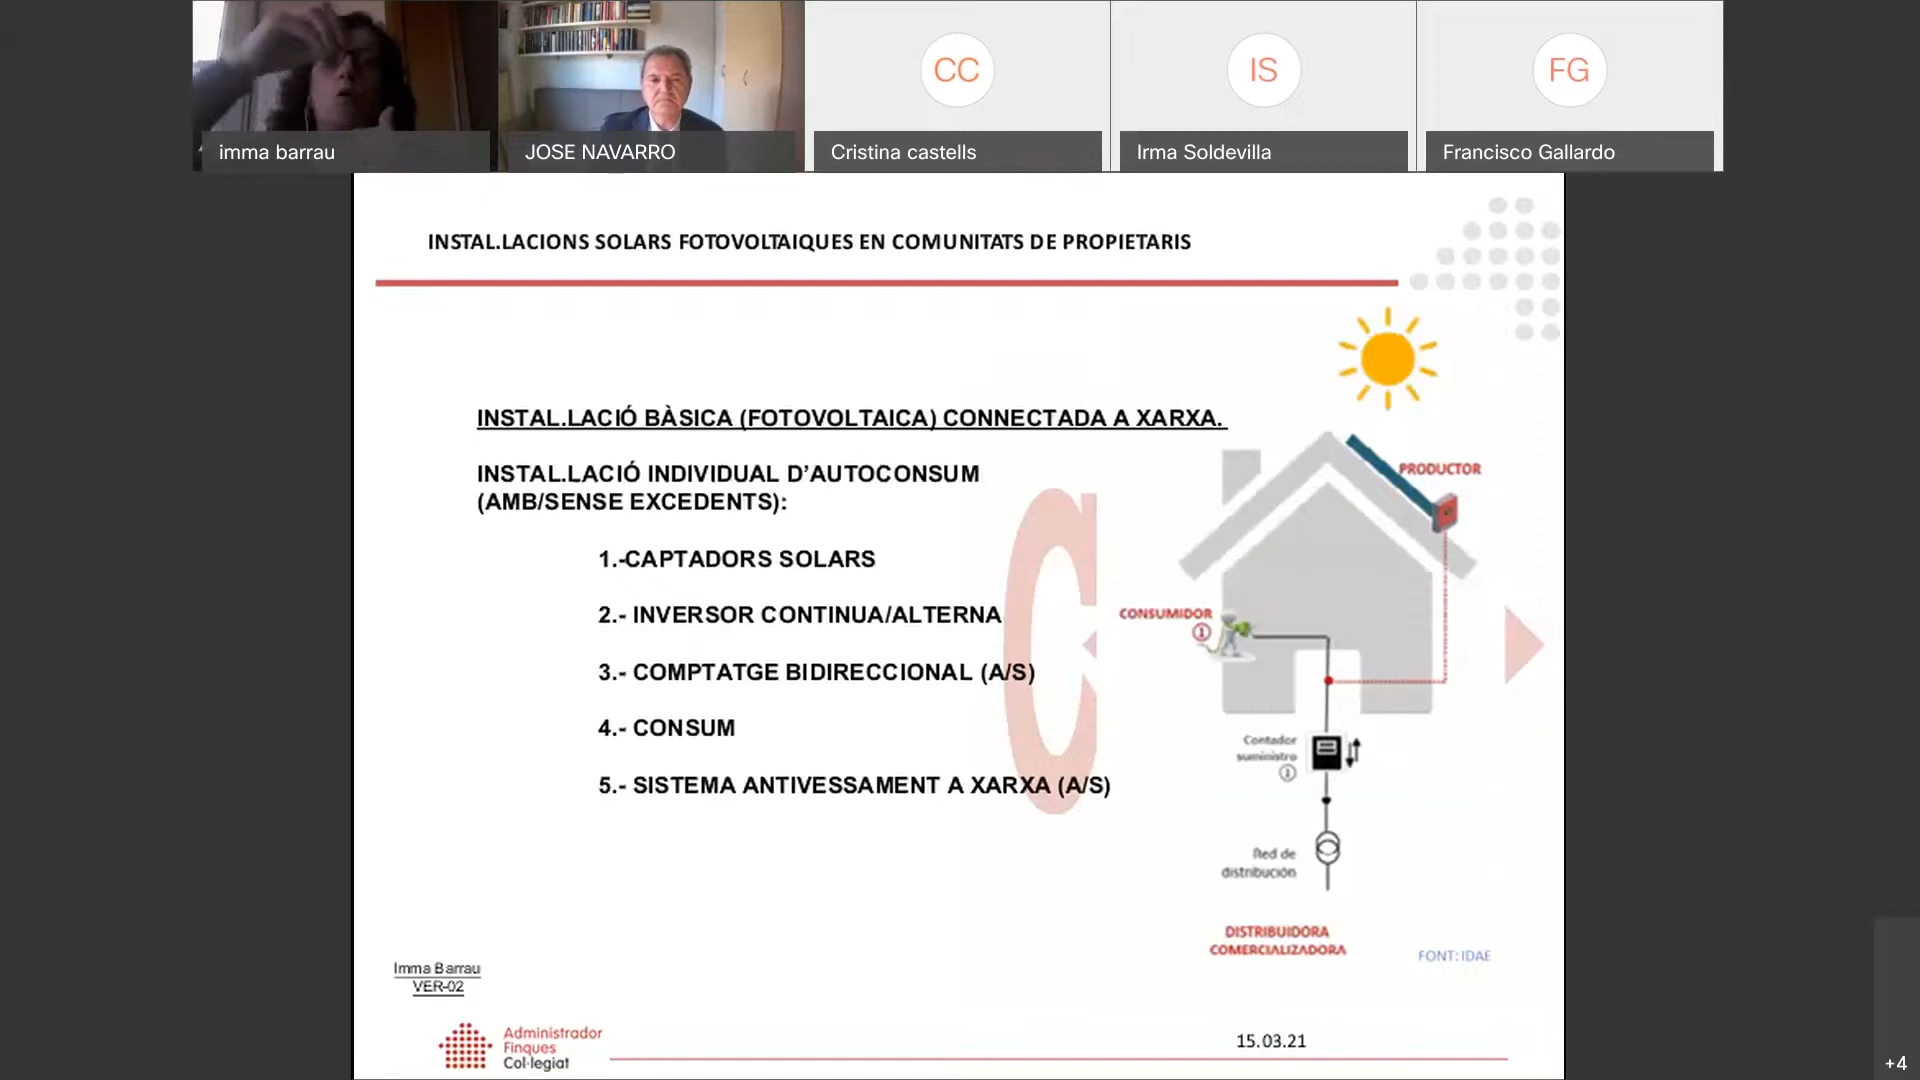 CC
IS
FG
imma barrau
JOSE NAVARRO
Cristina castells
Irma Soldevilla
Francisco Gallardo
INSTAL.LACIONS SOLARS FOTOVOLTAIQUES EN COMUNITATS DE PROPIETARIS
INSTAL.LACIÓ BÀSICA (FOTOVOLTAICA) CONNECTADA A XARXA.
INSTAL.LACIÓ INDIVIDUAL D’AUTOCONSUM
(AMB/SENSE EXCEDENTS):
1.-CAPTADORS SOLARS
2.- INVERSOR CONTINUA/ALTERNA
3.- COMPTATGE BIDIRECCIONAL (A/S)
4.- CONSUM
5.- SISTEMA ANTIVESSAMENT A XARXA (A/S)
PRODUCTOR
CONSUMIDOR
1
Contador
suministro
1
Red de
distribución
DISTRIBUIDORA
COMERCIALIZADORA
FONT: IDAE
Imma Barrau
VER-02
Administrador
Finques
Col·legiat
15.03.21
+4